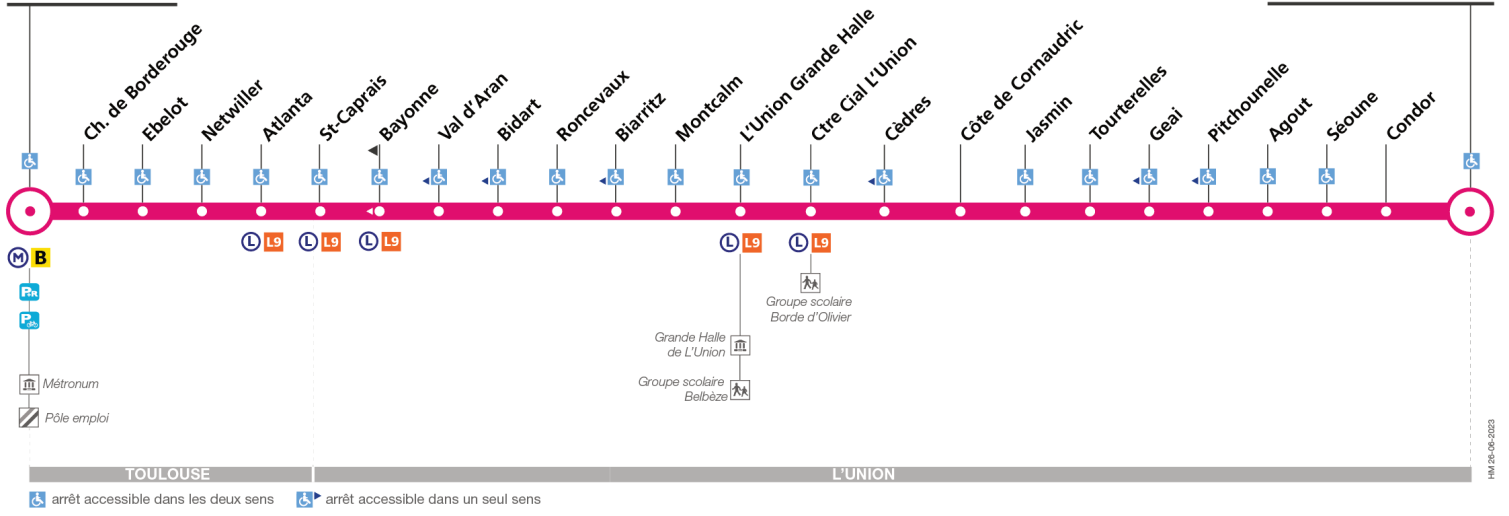 Ch. de Borderouge
Ebelot
Netwiller
Atlanta
St-Caprais
Bayonne
Val d'Aran
Bidart
Roncevaux
Biarritz
Montcalm
L'Union Grande Halle
Ctre Cial L'Union
Cèdres
Côte de Cornaudric
Jasmin
Tourterelles
Geai
Pitchounelle
Agout
Séoune
Condor
M B
L L9
L L9
L L9
L L9
L L9
P+R
P
Groupe scolaire
Borde d'Olivier
Grande Halle
de L'Union
Groupe scolaire
Belbèze
Métronum
Pôle emploi
TOULOUSE
L'UNION
arrêt accessible dans les deux sens
arrêt accessible dans un seul sens
HM 26-06-2023